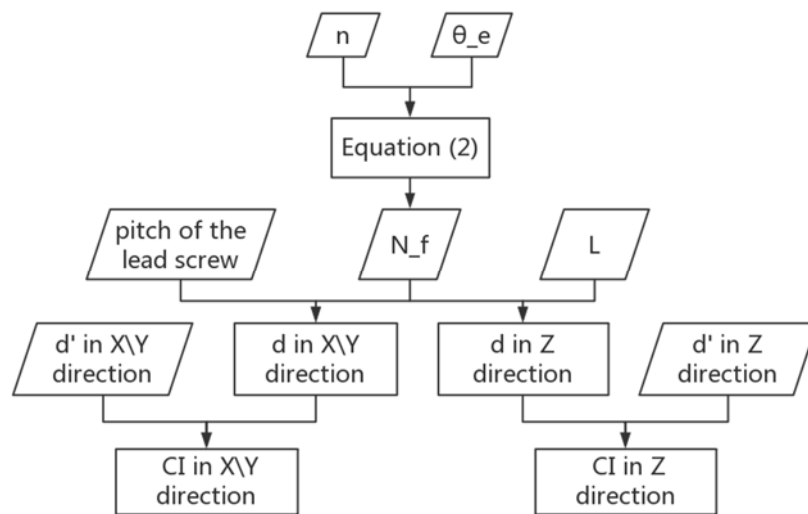 n
θ_e
Equation (2)
pitch of the
lead screw
N_f
L
d' in X\Y
direction
d in X\Y
direction
d in Z
direction
d' in Z
direction
CI in X\Y
direction
CI in Z
direction